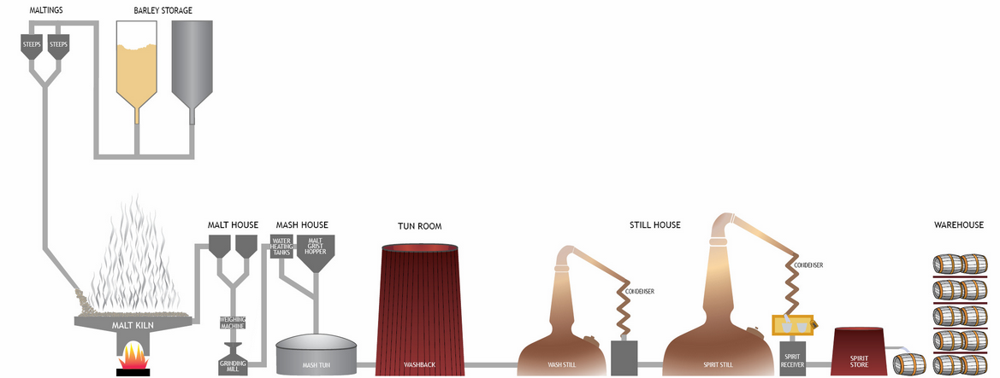 MALTINGS
BARLEY STORAGE
STEEPS
STEEPS
MALT HOUSE
MASH HOUSE
TUN ROOM
STILL HOUSE
WAREHOUSE
WATER
HEATING
TANKS
MALT
GRIST
HOPPER
CONDENSER
CONDENSER
MALT KILN
WEIGHING
MACHINE
GRINDING
MILL
MASH TUN
WASHBACK
WASH STILL
SPIRIT STILL
SPIRIT
RECEIVER
SPIRIT
STORE